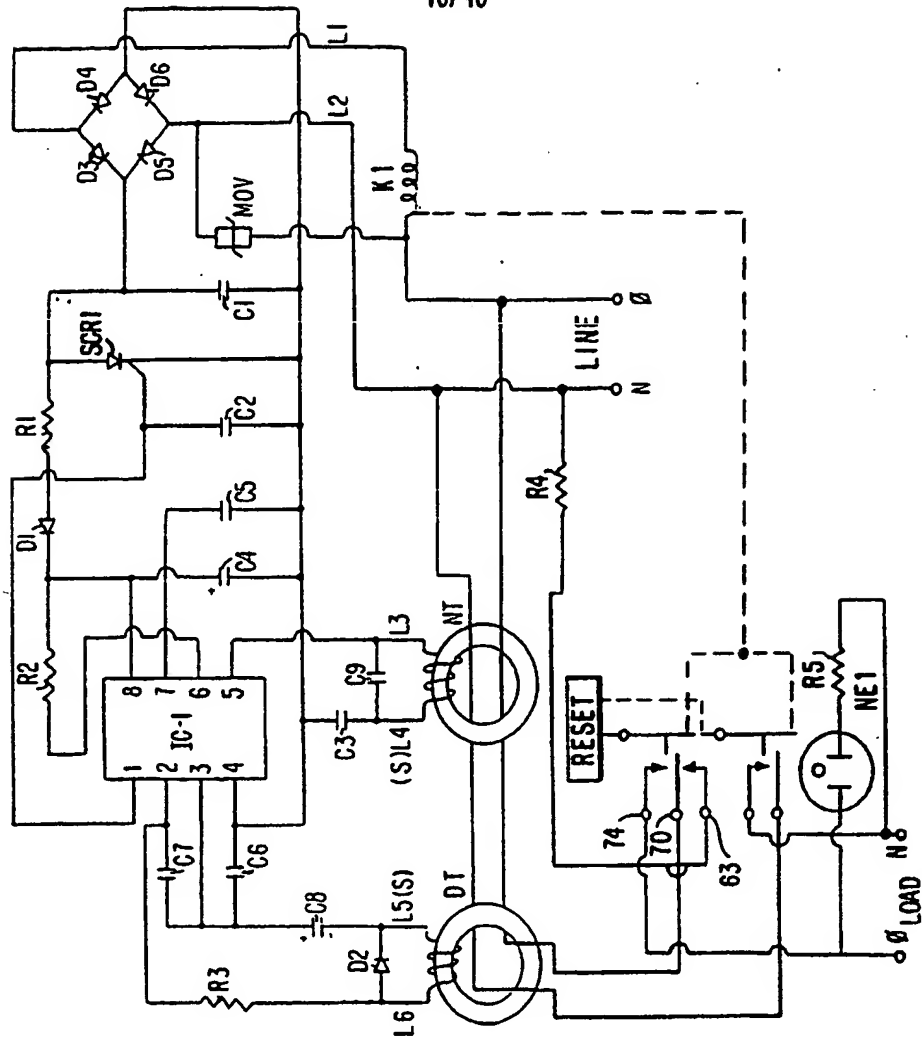 10/10
L1
D4
D6
L2
D3
D5
MOV
K1
C1
SCR1
LINE
Ø
N
R1
C2
D1
C5
C4
R4
R2
8
7
6
5
1
2
3
4
IC-1
L3
NT
C9
C3
(S)L4
RESET
R5
NE1
C7
C6
74
70
63
DT
C8
L5(S)
D2
R3
L6
N
Ø
LOAD